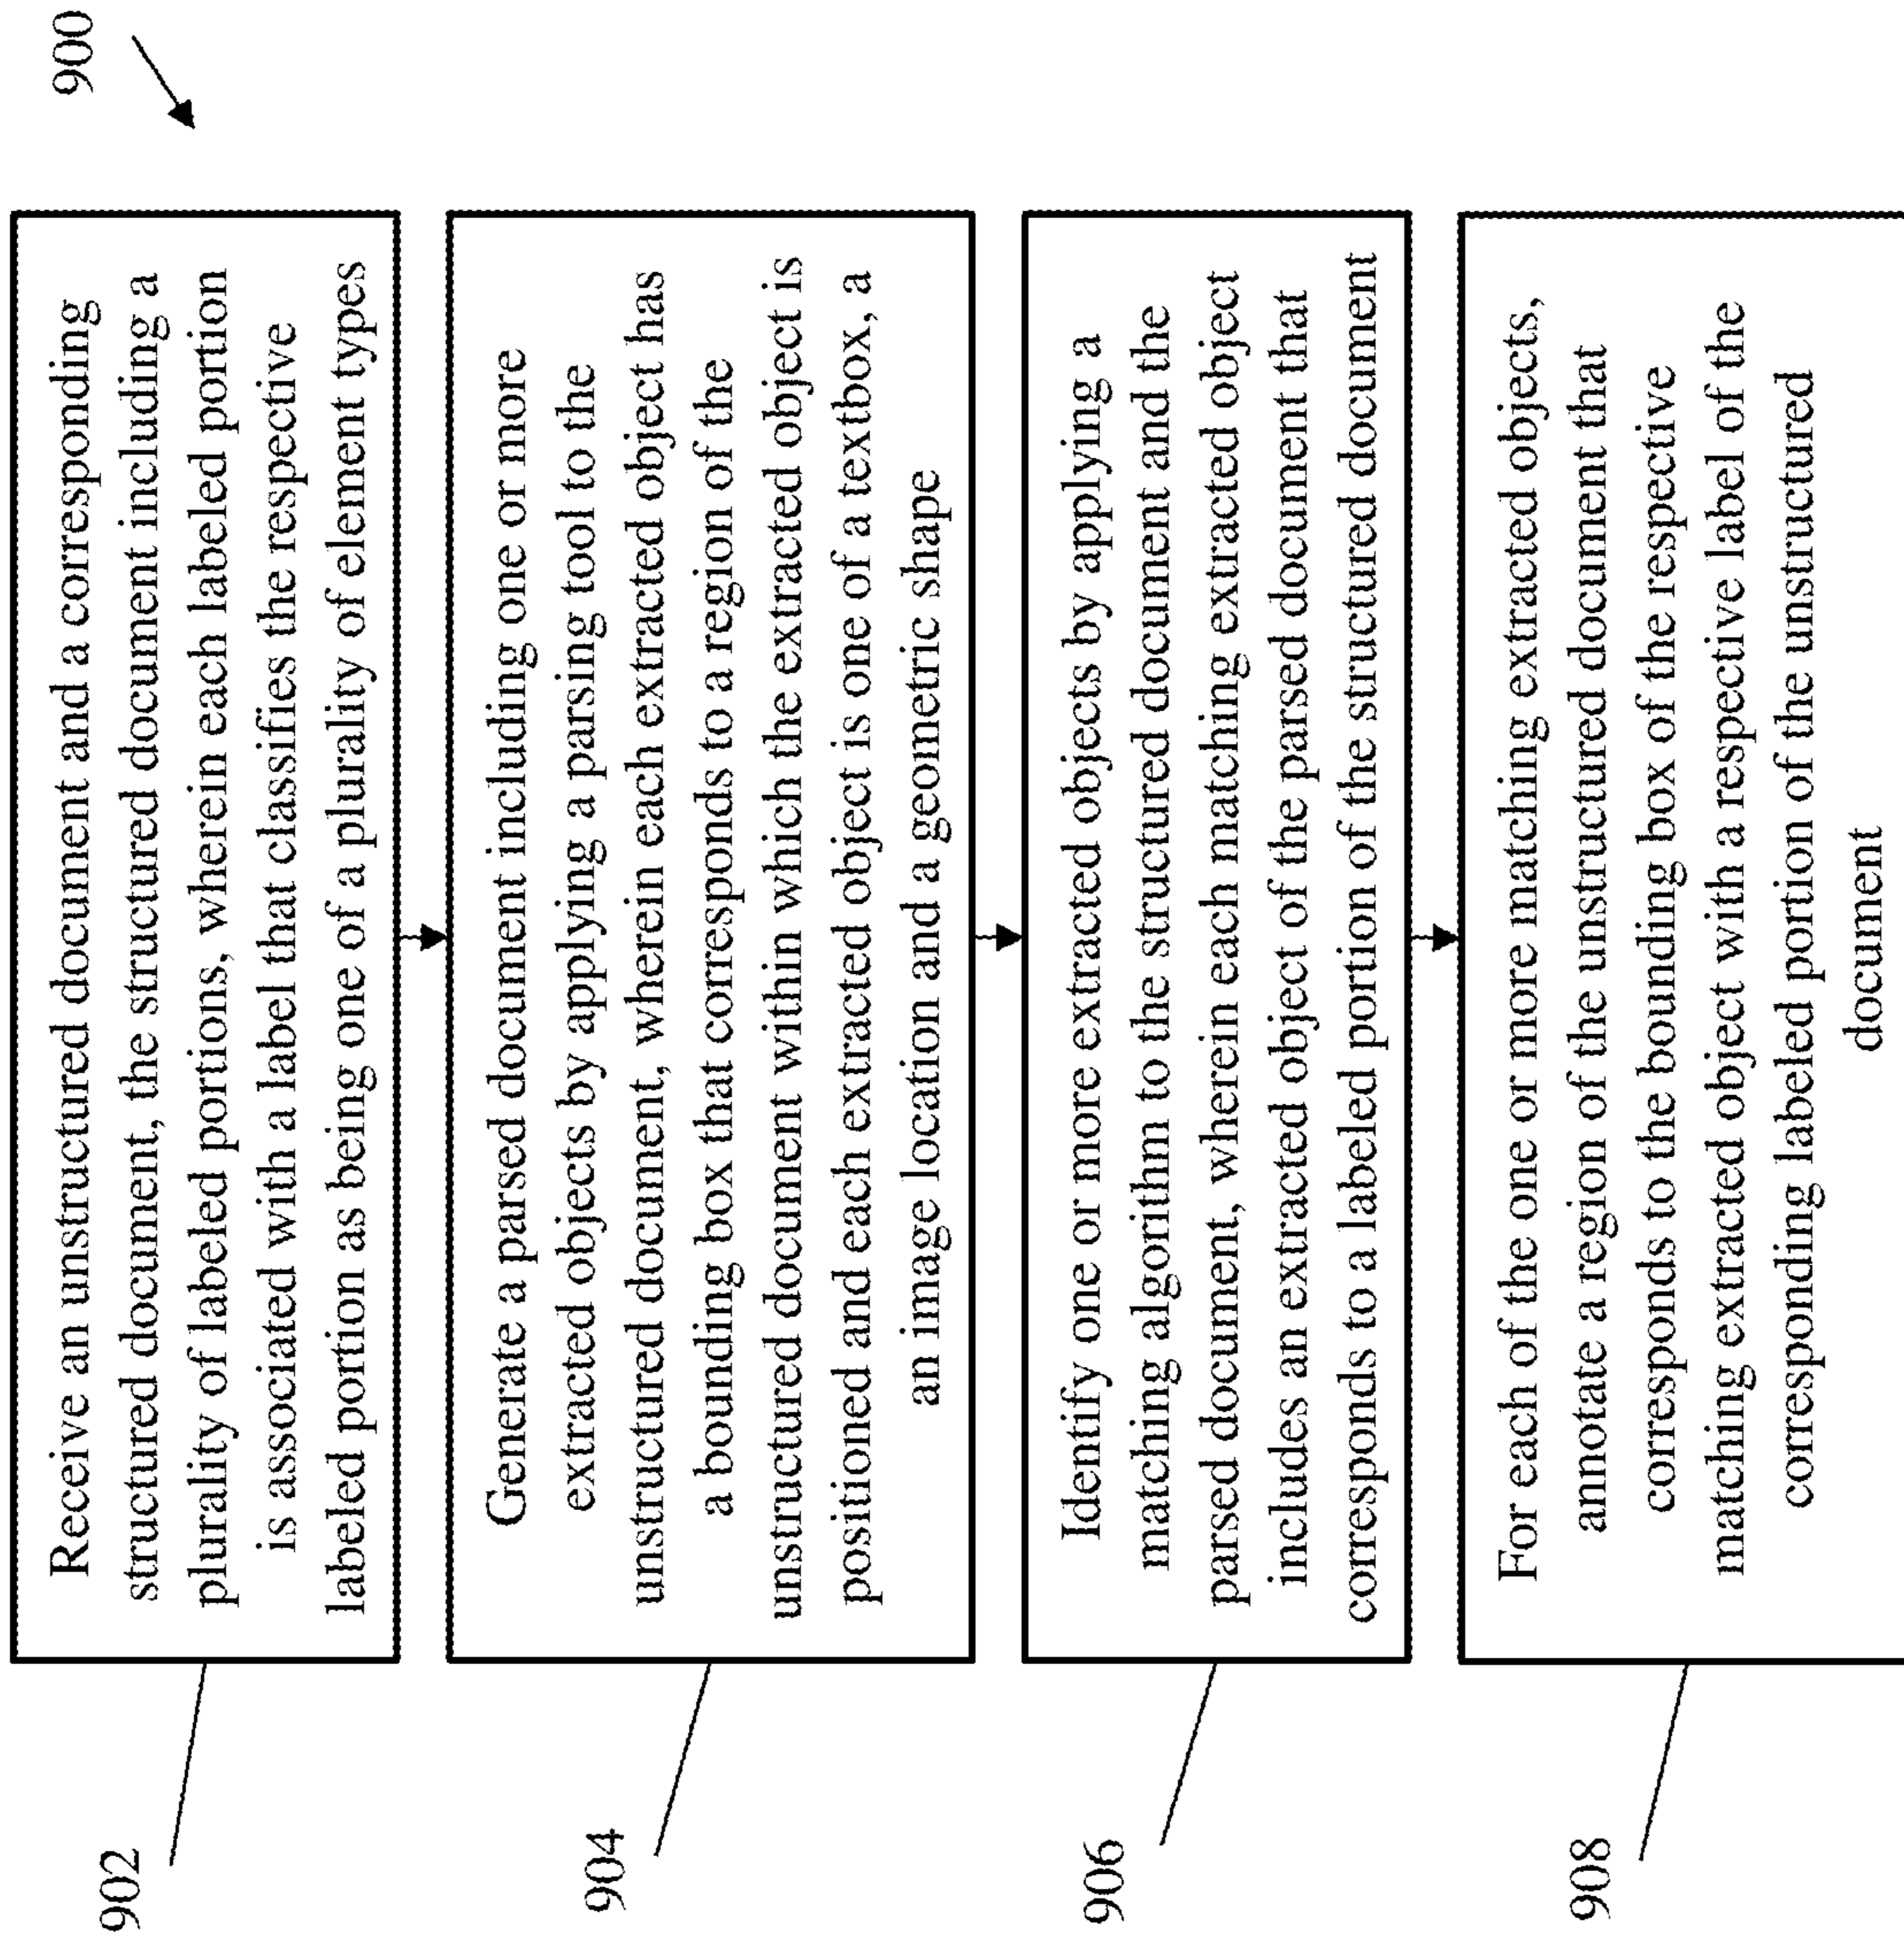 900
902
Receive an unstructured document and a corresponding
structured document, the structured document including a
plurality of labeled portions, wherein each labeled portion
is associated with a label that classifies the respective
labeled portion as being one of a plurality of element types
904
Generate a parsed document including one or more
extracted objects by applying a parsing tool to the
unstructured document, wherein each extracted object has
a bounding box that corresponds to a region of the
unstructured document within which the extracted object is
positioned and each extracted object is one of a textbox, a
an image location and a geometric shape
906
Identify one or more extracted objects by applying a
matching algorithm to the structured document and the
parsed document, wherein each matching extracted object
includes an extracted object of the parsed document that
corresponds to a labeled portion of the structured document
908
For each of the one or more matching extracted objects,
annotate a region of the unstructured document that
corresponds to the bounding box of the respective
matching extracted object with a respective label of the
corresponding labeled portion of the unstructured
document